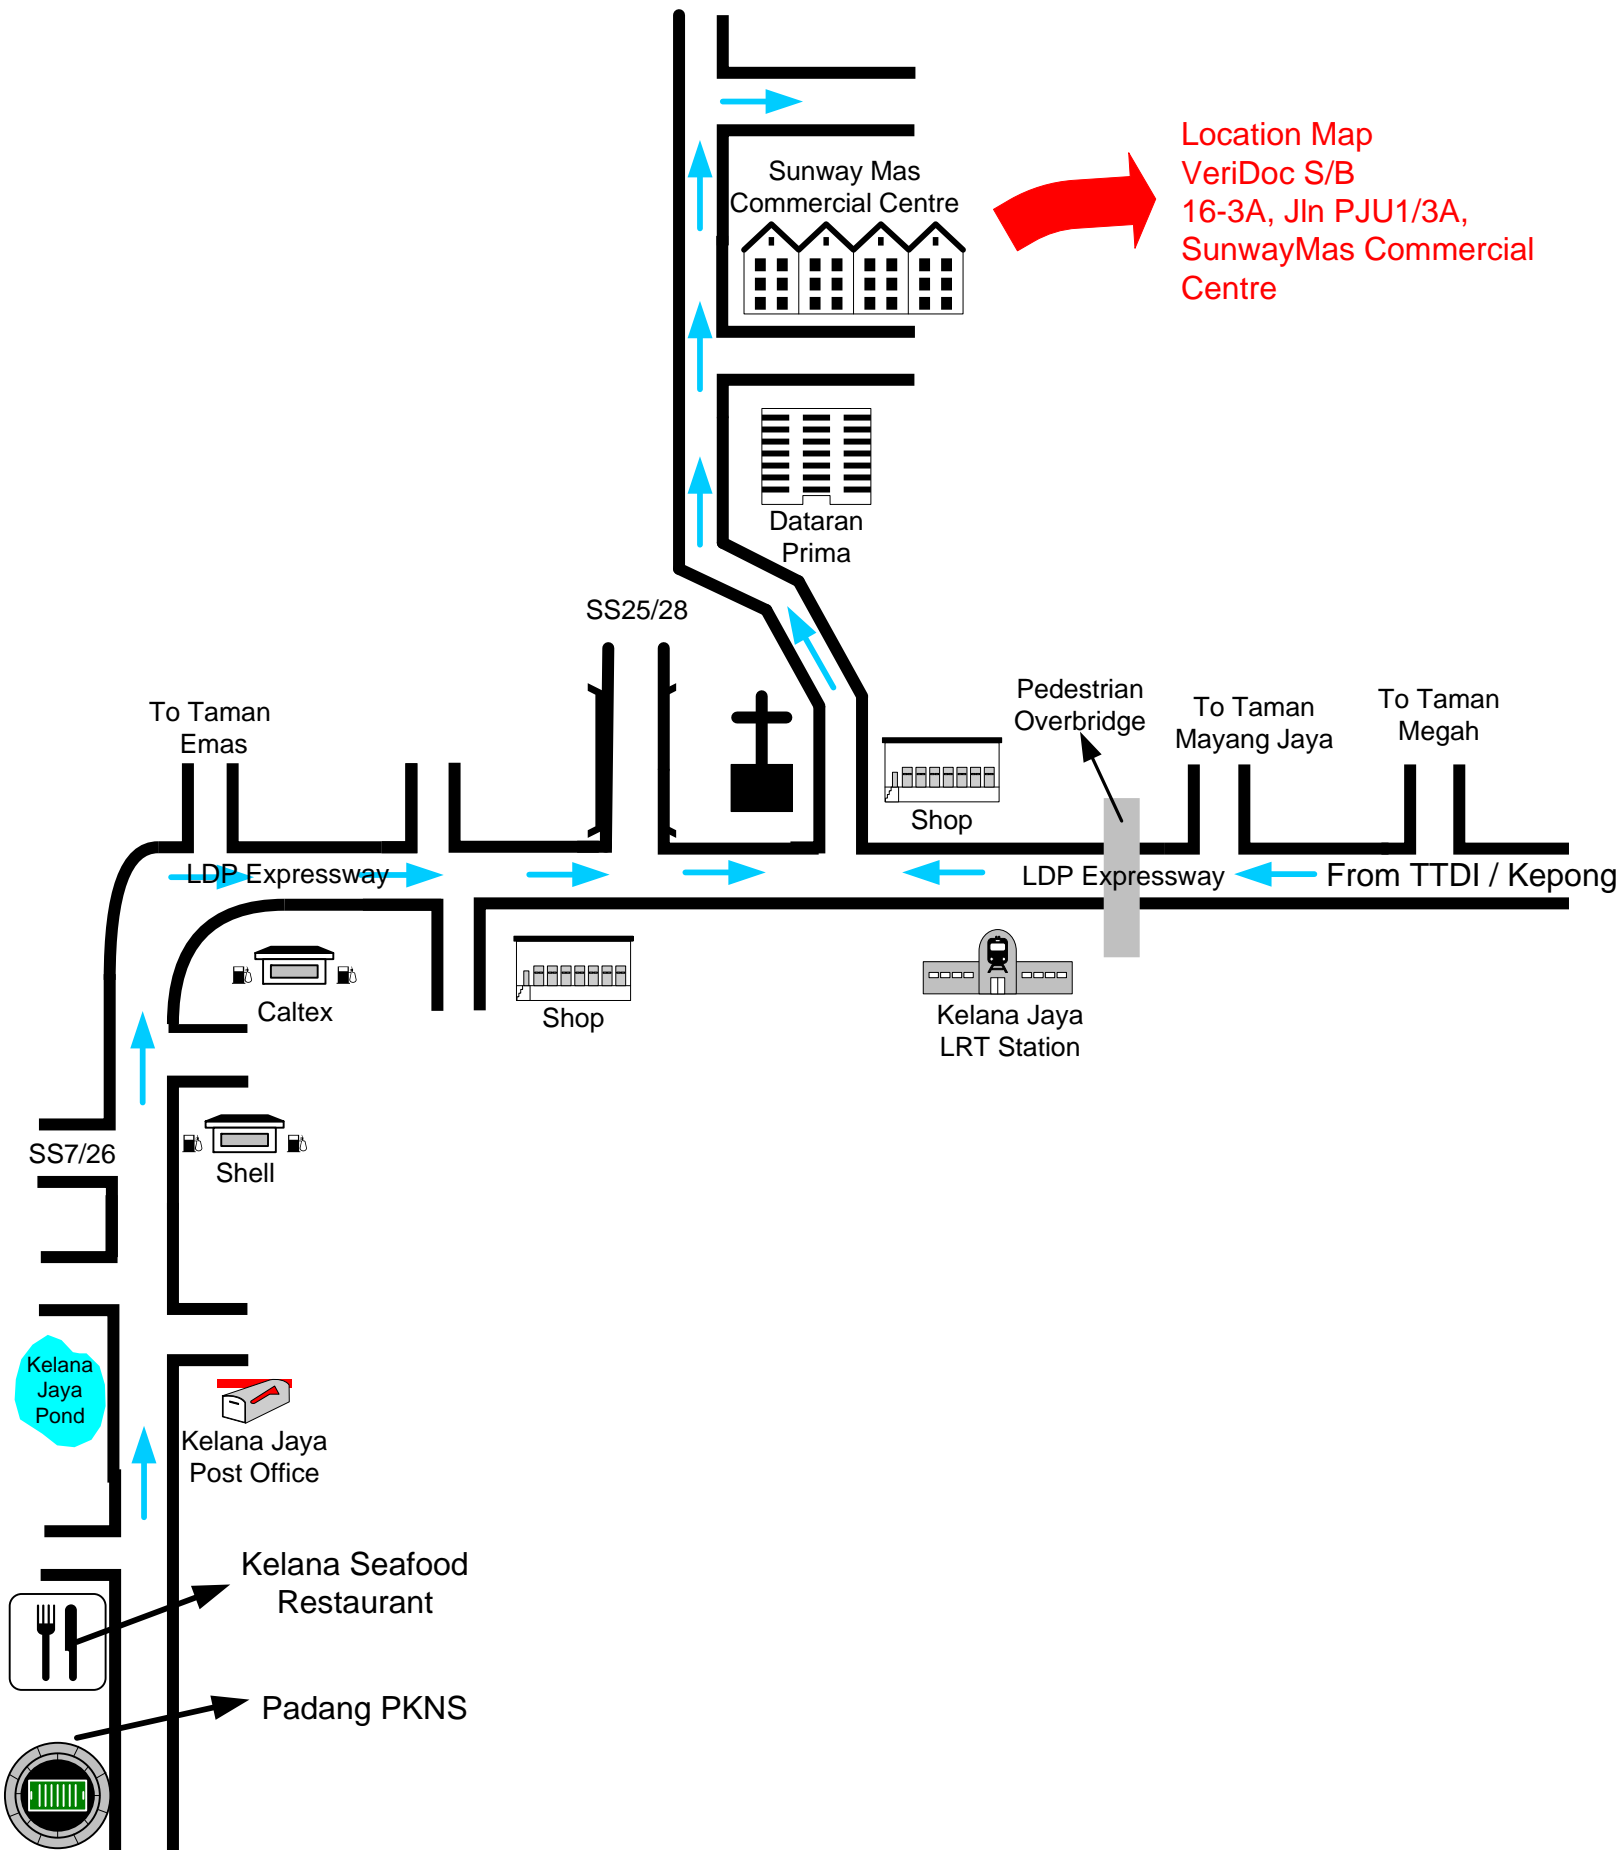 Location Map
VeriDoc S/B
16-3A, Jln PJU1/3A,
SunwayMas Commercial
Centre
Sunway Mas
Commercial Centre
Dataran
Prima
SS25/28
Pedestrian
Overbridge
To Taman
Mayang Jaya
To Taman
Megah
To Taman
Emas
Shop
LDP Expressway
LDP Expressway
From TTDI / Kepong
Caltex
Shop
Kelana Jaya
LRT Station
SS7/26
Shell
Kelana
Jaya
Pond
Kelana Jaya
Post Office
Kelana Seafood
Restaurant
Padang PKNS